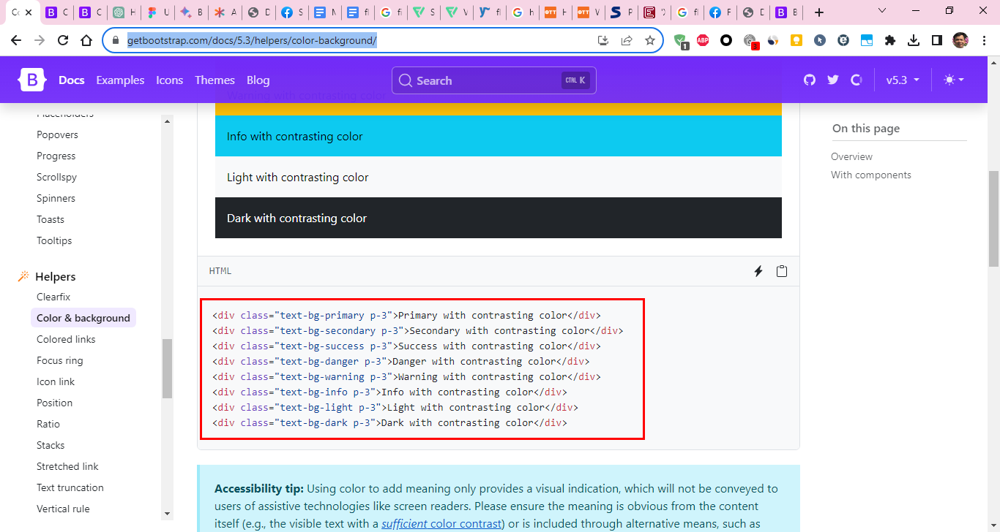 getbootstrap.com/docs/5.3/helpers/color-background/
1
ABP
3
B
Docs
Examples
Icons
Themes
Blog
Search
CTRL K
v5.3
Placeholders
Popovers
Progress
Scrollspy
Spinners
Toasts
Tooltips
Helpers
Clearfix
Color & background
Colored links
Focus ring
Icon link
Position
Ratio
Stacks
Stretched link
Text truncation
Vertical rule
Warning with contrasting color
Info with contrasting color
Light with contrasting color
Dark with contrasting color
HTML
<div class="text-bg-primary p-3">Primary with contrasting color</div>
<div class="text-bg-secondary p-3">Secondary with contrasting color</div>
<div class="text-bg-success p-3">Success with contrasting color</div>
<div class="text-bg-danger p-3">Danger with contrasting color</div>
<div class="text-bg-warning p-3">Warning with contrasting color</div>
<div class="text-bg-info p-3">Info with contrasting color</div>
<div class="text-bg-light p-3">Light with contrasting color</div>
<div class="text-bg-dark p-3">Dark with contrasting color</div>
Accessibility tip: Using color to add meaning only provides a visual indication, which will not be conveyed to
users of assistive technologies like screen readers. Please ensure the meaning is obvious from the content
itself (e.g., the visible text with a sufficient color contrast) or is included through alternative means, such as
On this page
Overview
With components